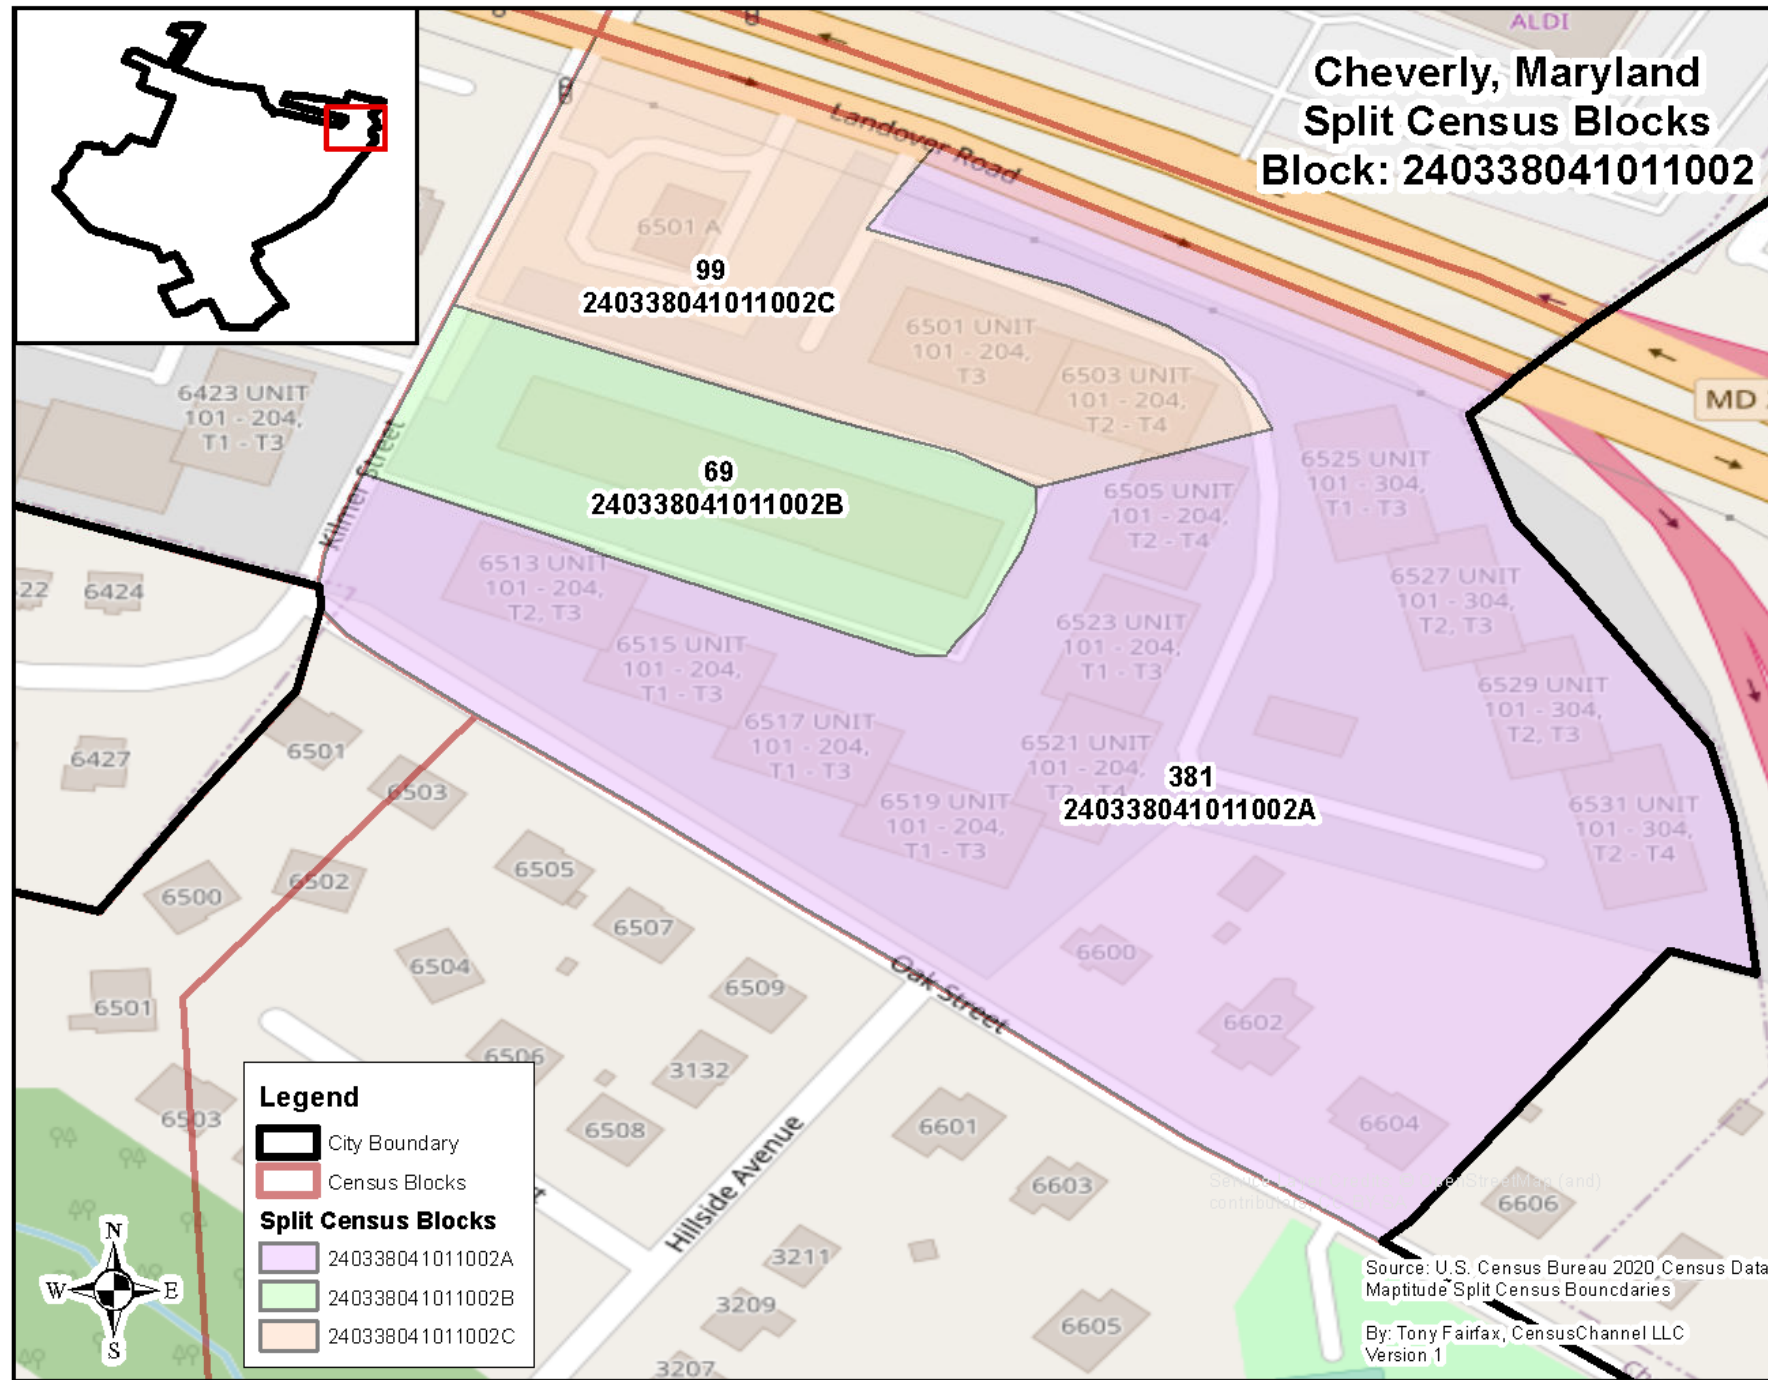 ALDI
Cheverly, Maryland
Split Census Blocks
Block: 240338041011002
Landover Road
6501 A
99
240338041011002C
6501 UNIT
101 - 204,
T3
6503 UNIT
101 - 204,
T2 - T4
MD
6423 UNIT
101 - 204,
T1 - T3
Kilmer Street
69
240338041011002B
6505 UNIT
101 - 204,
T2 - T4
6525 UNIT
101 - 304,
T1 - T3
6513 UNIT
101 - 204,
T2, T3
6527 UNIT
101 - 304,
T2, T3
22
6424
6515 UNIT
101 - 204,
T1 - T3
6523 UNIT
101 - 204,
T1 - T3
6529 UNIT
101 - 304,
T2, T3
6517 UNIT
101 - 204,
T1 - T3
6521 UNIT
101 - 204,
T2 - T4
381
240338041011002A
6519 UNIT
101 - 204,
T1 - T3
6531 UNIT
101 - 304,
T2 - T4
6427
6501
6503
6500
6502
6505
6507
6504
6509
6501
6506
3132
6503
6508
Oak Street
6600
6602
6604
6601
6603
6606
Hillside Avenue
3211
3209
3207
6605
Legend
City Boundary
Census Blocks
Split Census Blocks
240338041011002A
240338041011002B
240338041011002C
N
W
E
S
OpenStreetMap (and)
Source: U.S. Census Bureau 2020 Census Data
Maptitude Split Census Bouncdaries
By: Tony Fairfax, CensusChannel LLC
Version 1